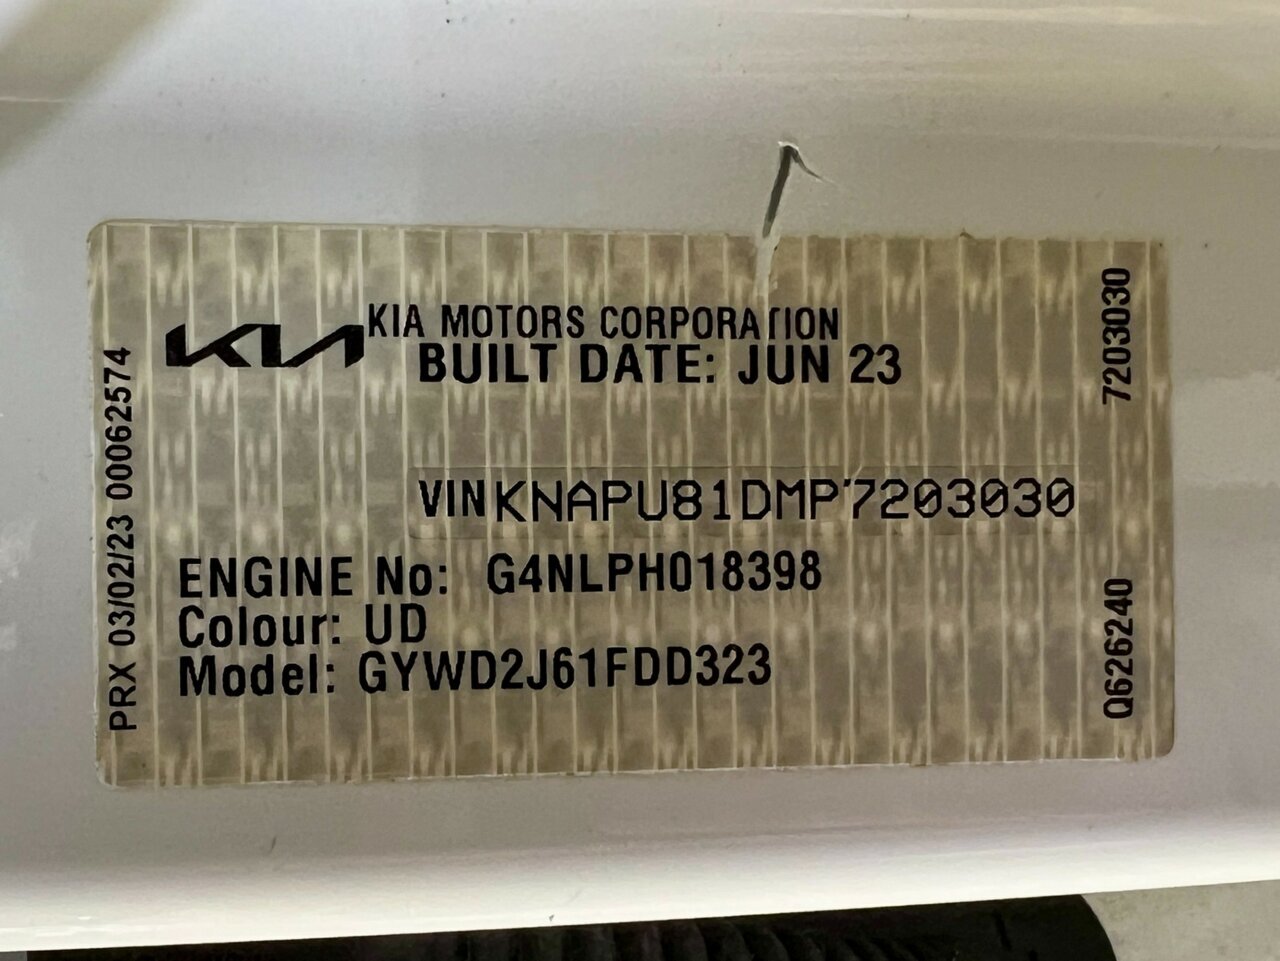 KIA
KIA MOTORS CORPORATION
BUILT DATE: JUN 23
VIN KNAPU81DMP7203030
ENGINE No: G4NLPH018398
Colour: UD
Model: GYWD2J61FDD323
PRX 03/02/23 00062574
7203030
Q626240